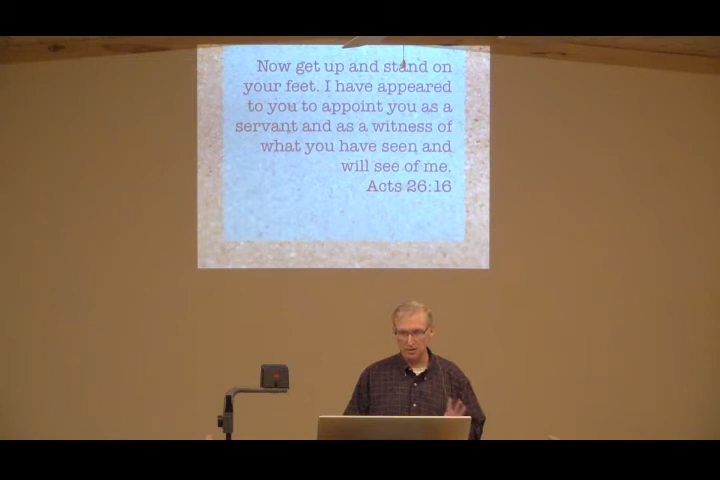 Now get up and stand on
your feet. I have appeared
to you to appoint you as a
servant and as a witness of
what you have seen and
will see of me.
Acts 26:16